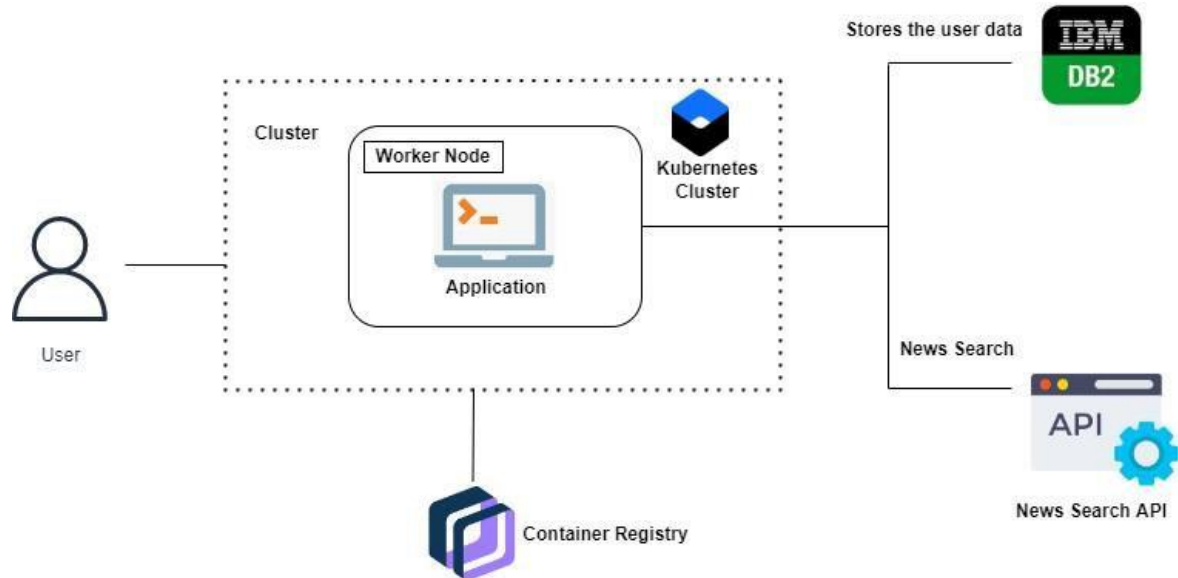 Stores the user data
IBM
DB2
Cluster
Worker Node
Kubernetes
Cluster
Application
User
News Search
API
News Search API
Container Registry